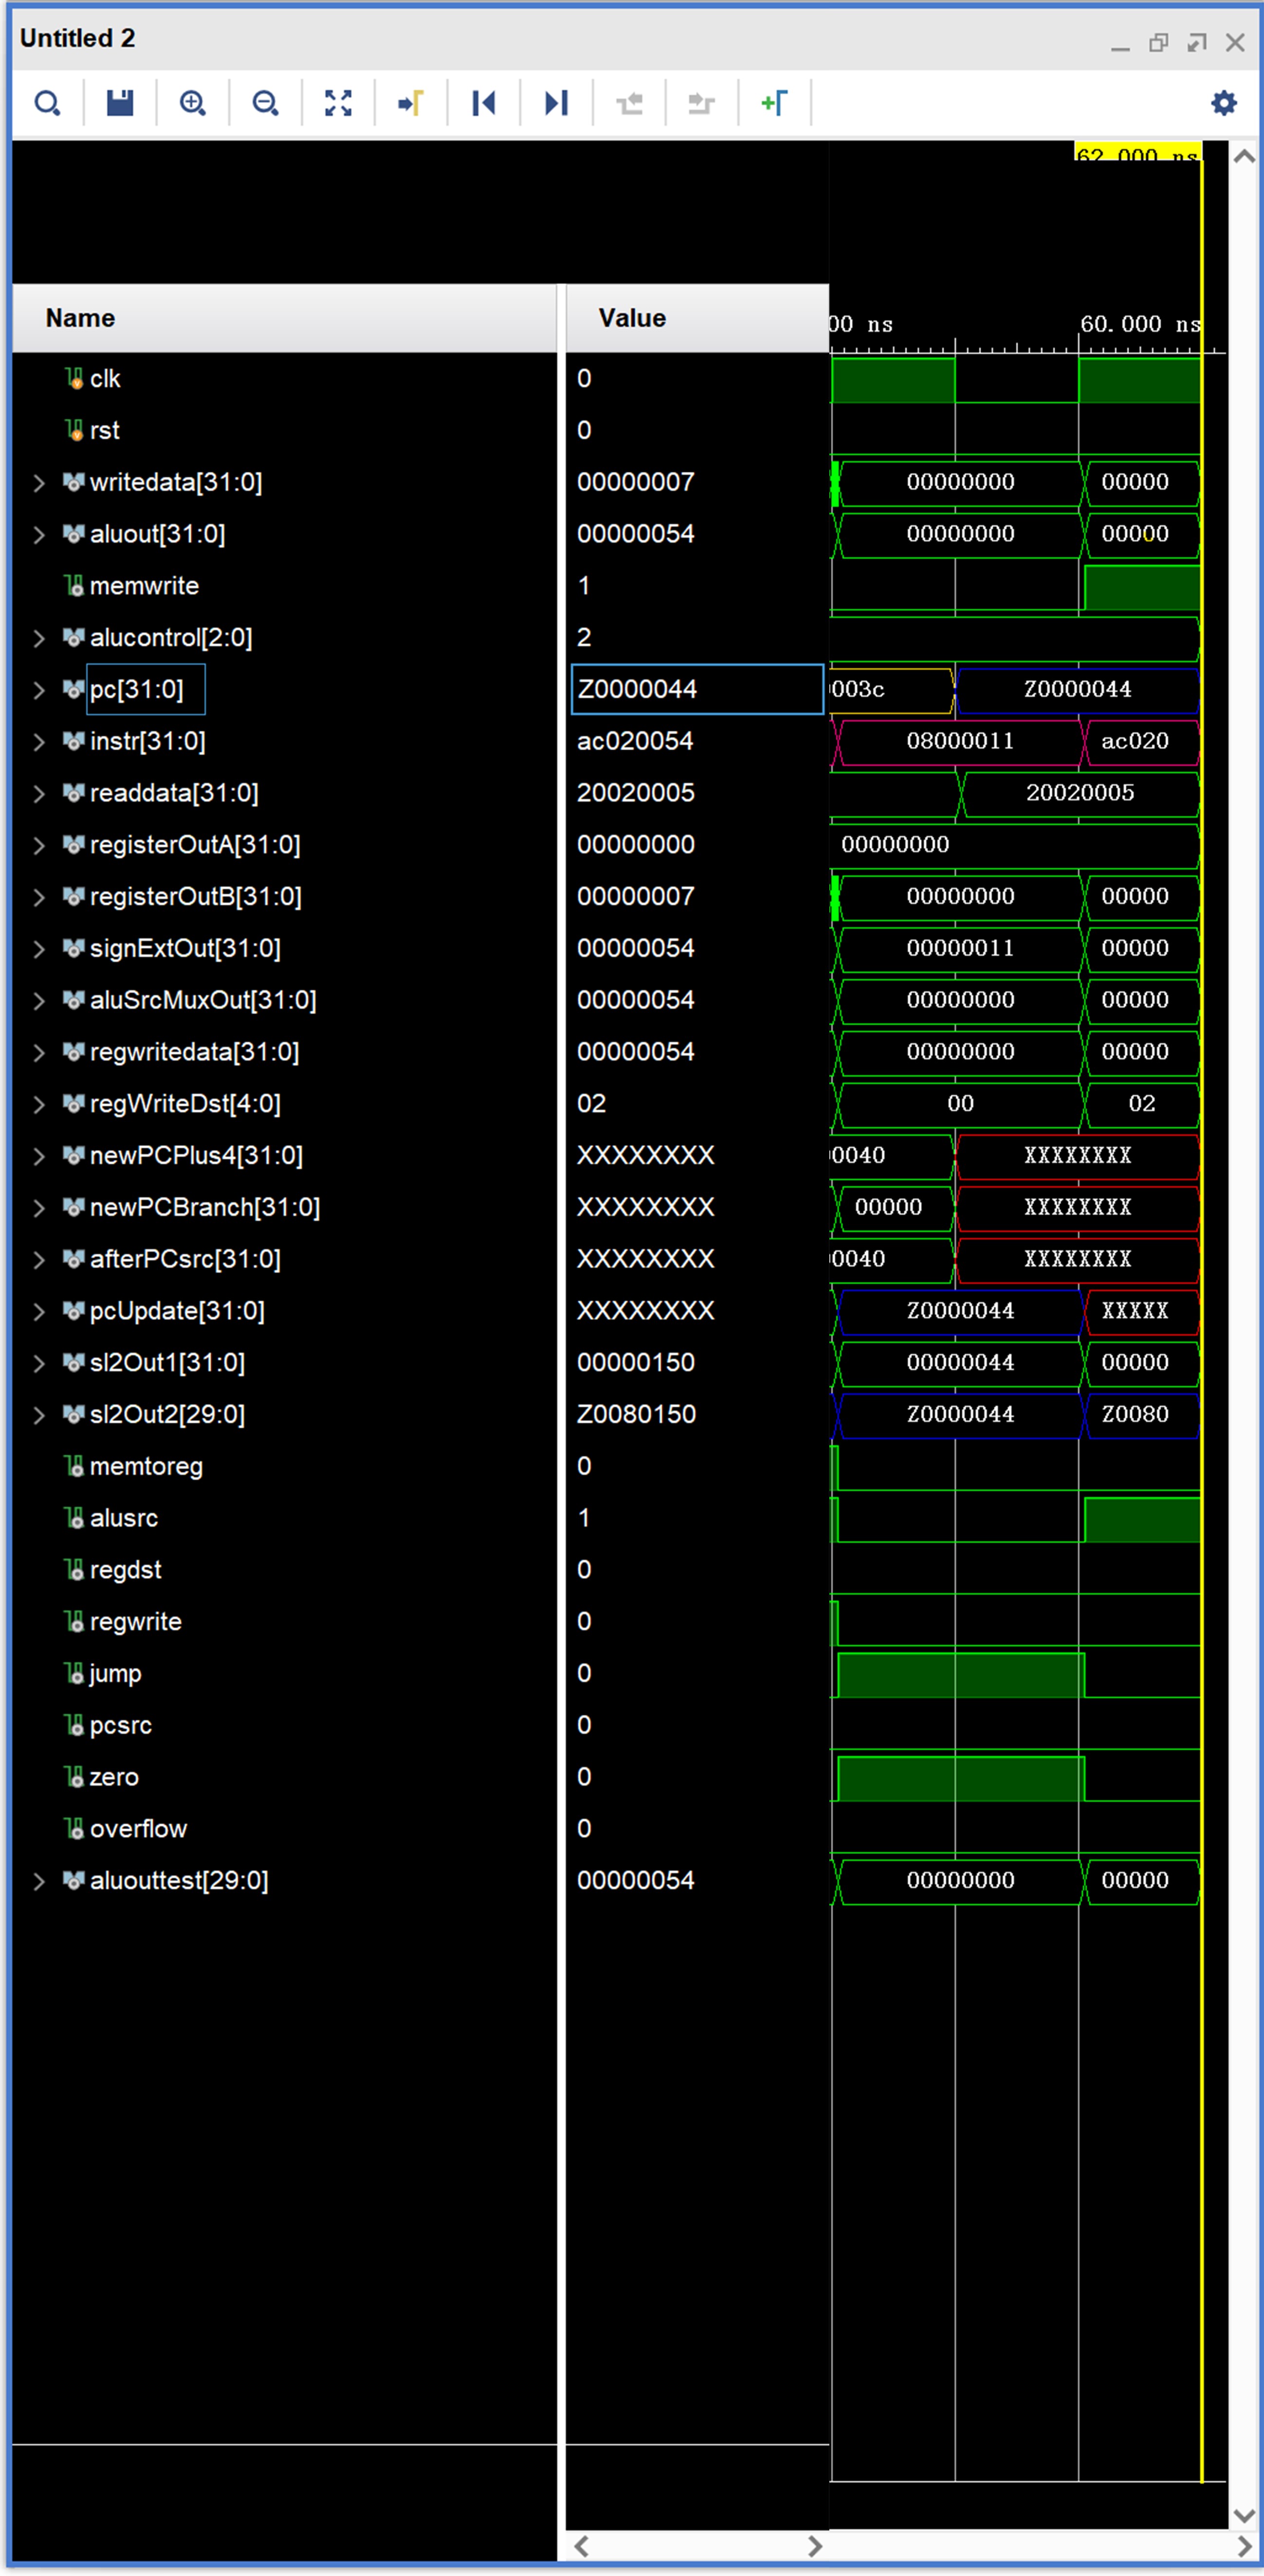 Untitled 2
62.000 ns
Name Value 00 ns 60.000 ns
clk 0
rst 0
writedata[31:0] 00000007 00000000 00000
aluout[31:0] 00000054 00000000 00000
memwrite 1
alucontrol[2:0] 2
pc[31:0] Z0000044 003c Z0000044
instr[31:0] ac020054 08000011 ac020
readdata[31:0] 20020005 20020005
registerOutA[31:0] 00000000 00000000
registerOutB[31:0] 00000007 00000000 00000
signExtOut[31:0] 00000054 00000011 00000
aluSrcMuxOut[31:0] 00000054 00000000 00000
regwritedata[31:0] 00000054 00000000 00000
regWriteDst[4:0] 02 00 02
newPCPlus4[31:0] XXXXXXXX 0040 XXXXXXXX
newPCBranch[31:0] XXXXXXXX 00000 XXXXXXXX
afterPCsrc[31:0] XXXXXXXX 0040 XXXXXXXX
pcUpdate[31:0] XXXXXXXX Z0000044 XXXXX
sl2Out1[31:0] 00000150 00000044 00000
sl2Out2[29:0] Z0080150 Z0000044 Z0080
memtoreg 0
alusrc 1
regdst 0
regwrite 0
jump 0
pcsrc 0
zero 0
overflow 0
aluouttest[29:0] 00000054 00000000 00000